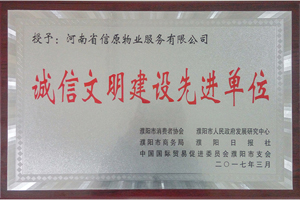 授予：河南省信原物业服务有限公司
诚信文明建设先进单位
濮阳市消费者协会 濮阳市人民政府发展研究中心
濮阳市商务局 濮阳日报社
中国国际贸易促进委员会濮阳市支会
二〇一七年三月